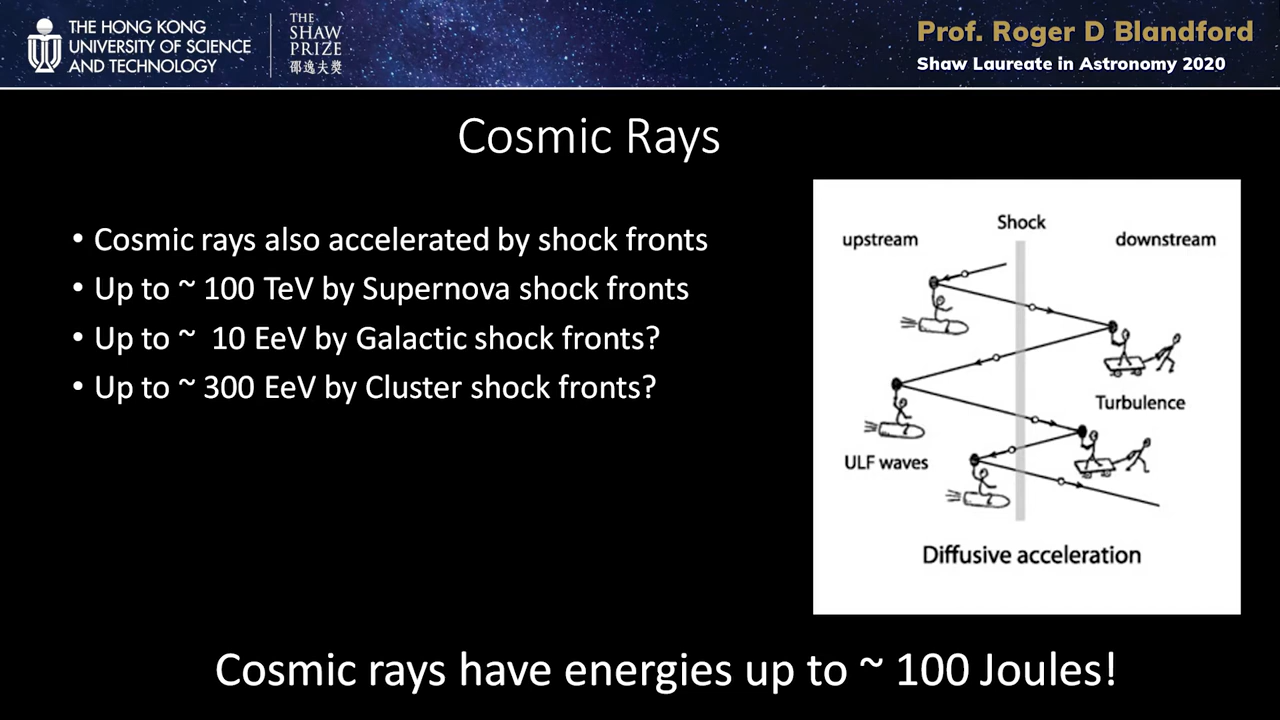 THE HONG KONG
UNIVERSITY OF SCIENCE
AND TECHNOLOGY
THE
SHAW
PRIZE
邵逸夫獎
Prof. Roger D Blandford
Shaw Laureate in Astronomy 2020
Cosmic Rays
• Cosmic rays also accelerated by shock fronts
• Up to ~ 100 TeV by Supernova shock fronts
• Up to ~ 10 EeV by Galactic shock fronts?
• Up to ~ 300 EeV by Cluster shock fronts?
Shock
upstream
downstream
Turbulence
ULF waves
Diffusive acceleration
Cosmic rays have energies up to ~ 100 Joules!